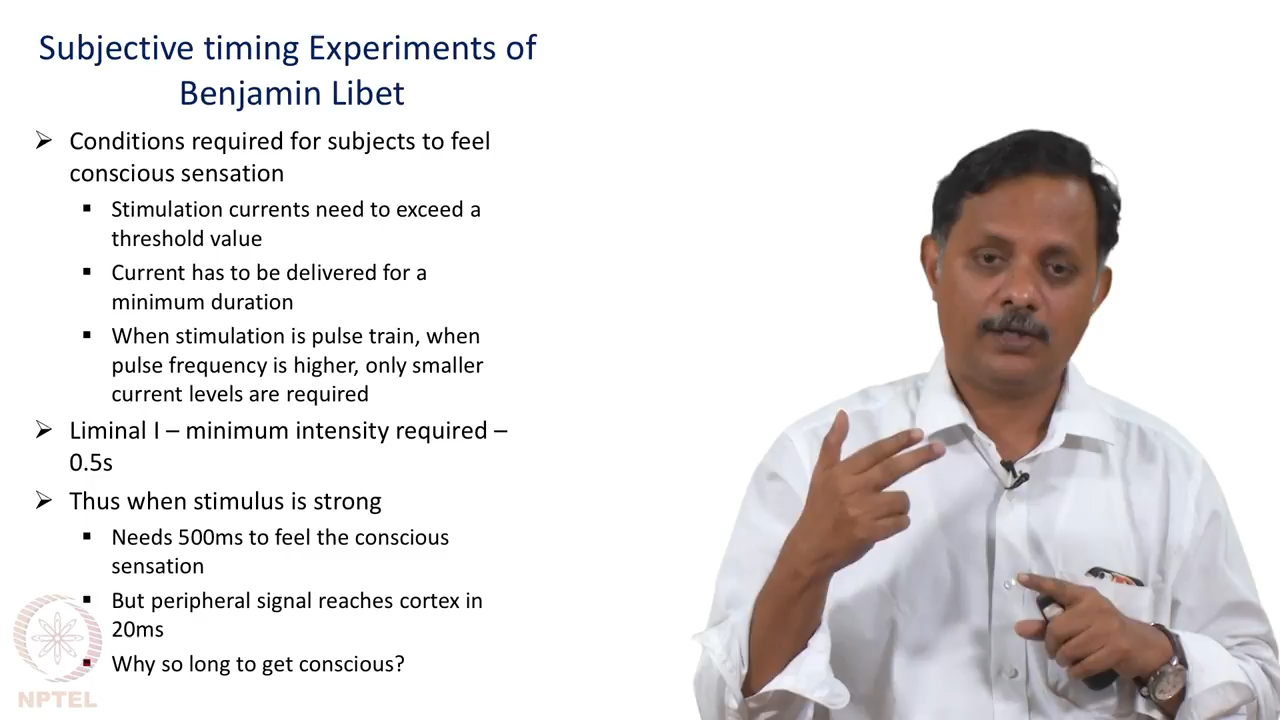 Subjective timing Experiments of
Benjamin Libet
➢ Conditions required for subjects to feel
conscious sensation
▪ Stimulation currents need to exceed a
threshold value
▪ Current has to be delivered for a
minimum duration
▪ When stimulation is pulse train, when
pulse frequency is higher, only smaller
current levels are required
➢ Liminal I – minimum intensity required –
0.5s
➢ Thus when stimulus is strong
▪ Needs 500ms to feel the conscious
sensation
▪ But peripheral signal reaches cortex in
20ms
▪ Why so long to get conscious?
NPTEL